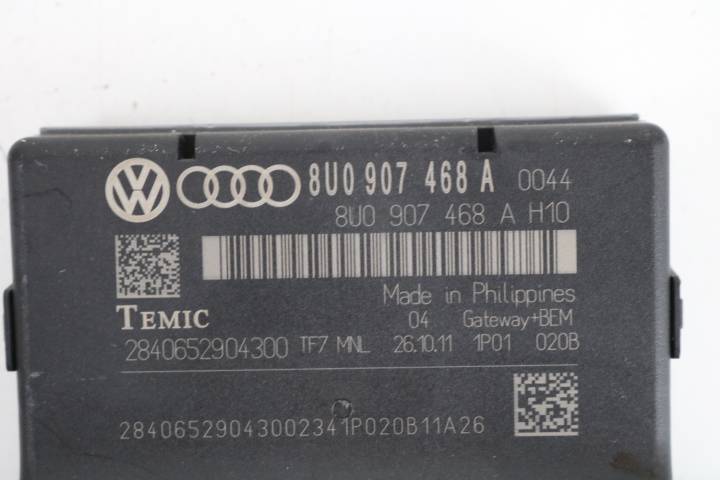 8U0 907 468 A 0044
8U0 907 468 A H10
Made in Philippines
TEMIC 04 Gateway+BEM
2840652904300 TF7 MNL 26.10.11 1P01 020B
28406529043002341P020B11A26